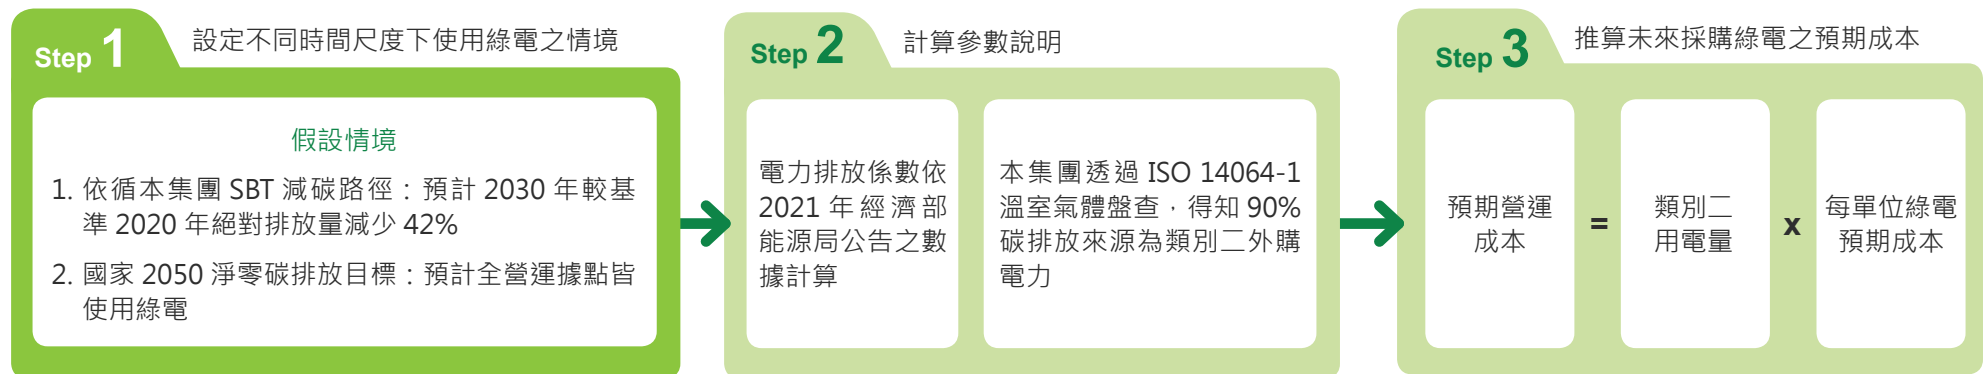 Step 1
設定不同時間尺度下使用綠電之情境
假設情境
1. 依循本集團 SBT 減碳路徑：預計 2030 年較基
準 2020 年絕對排放量減少 42%
2. 國家 2050 淨零碳排放目標：預計全營運據點皆
使用綠電
Step 2
計算參數說明
電力排放係數依
2021 年經濟部
能源局公告之數
據計算
本集團透過 ISO 14064-1
溫室氣體盤查，得知 90%
碳排放來源為類別二外購
電力
Step 3
推算未來採購綠電之預期成本
預期營運
成本
=
類別二
用電量
x
每單位綠電
預期成本